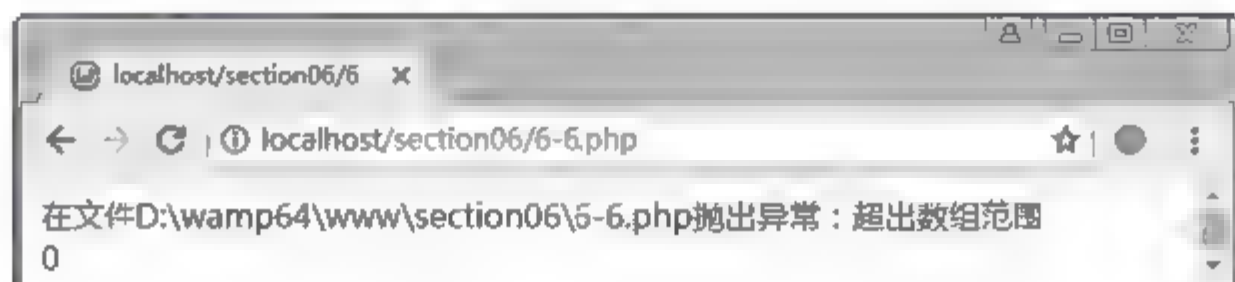 localhost/section06/6
localhost/section06/6-6.php
在文件D:\wamp64\www\section06\6-6.php抛出异常：超出数组范围
0